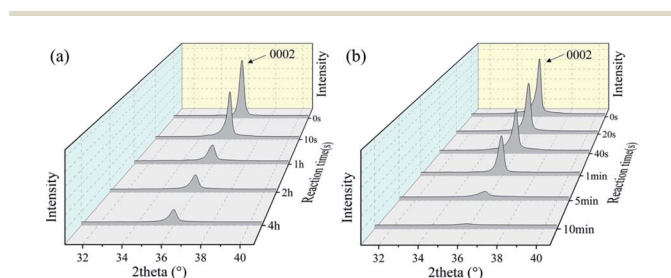 (a)
0002
Intensity
0s
10s
1h
2h
4h
Reaction time(s)
Intensity
32 34 36 38 40
2theta (°)
(b)
0002
Intensity
0s
20s
40s
1min
5min
10min
Reaction time(s)
Intensity
32 34 36 38 40
2theta (°)